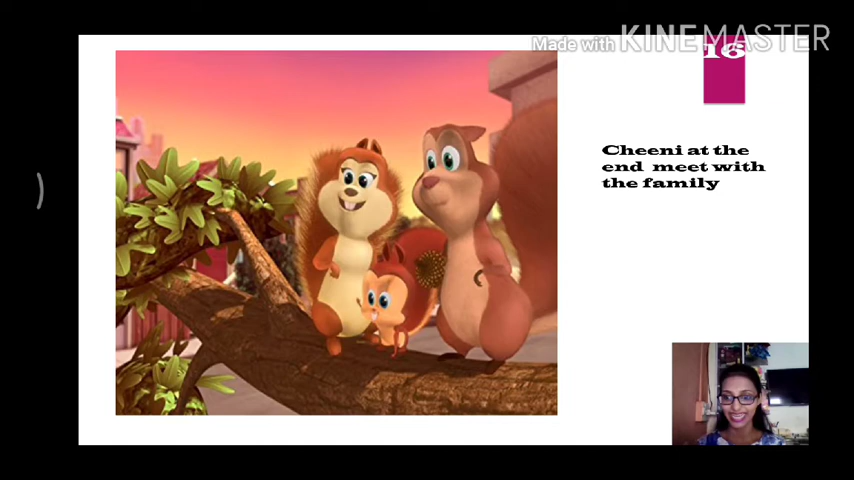 Made with KINEMASTER
16
Cheeni at the
end meet with
the family